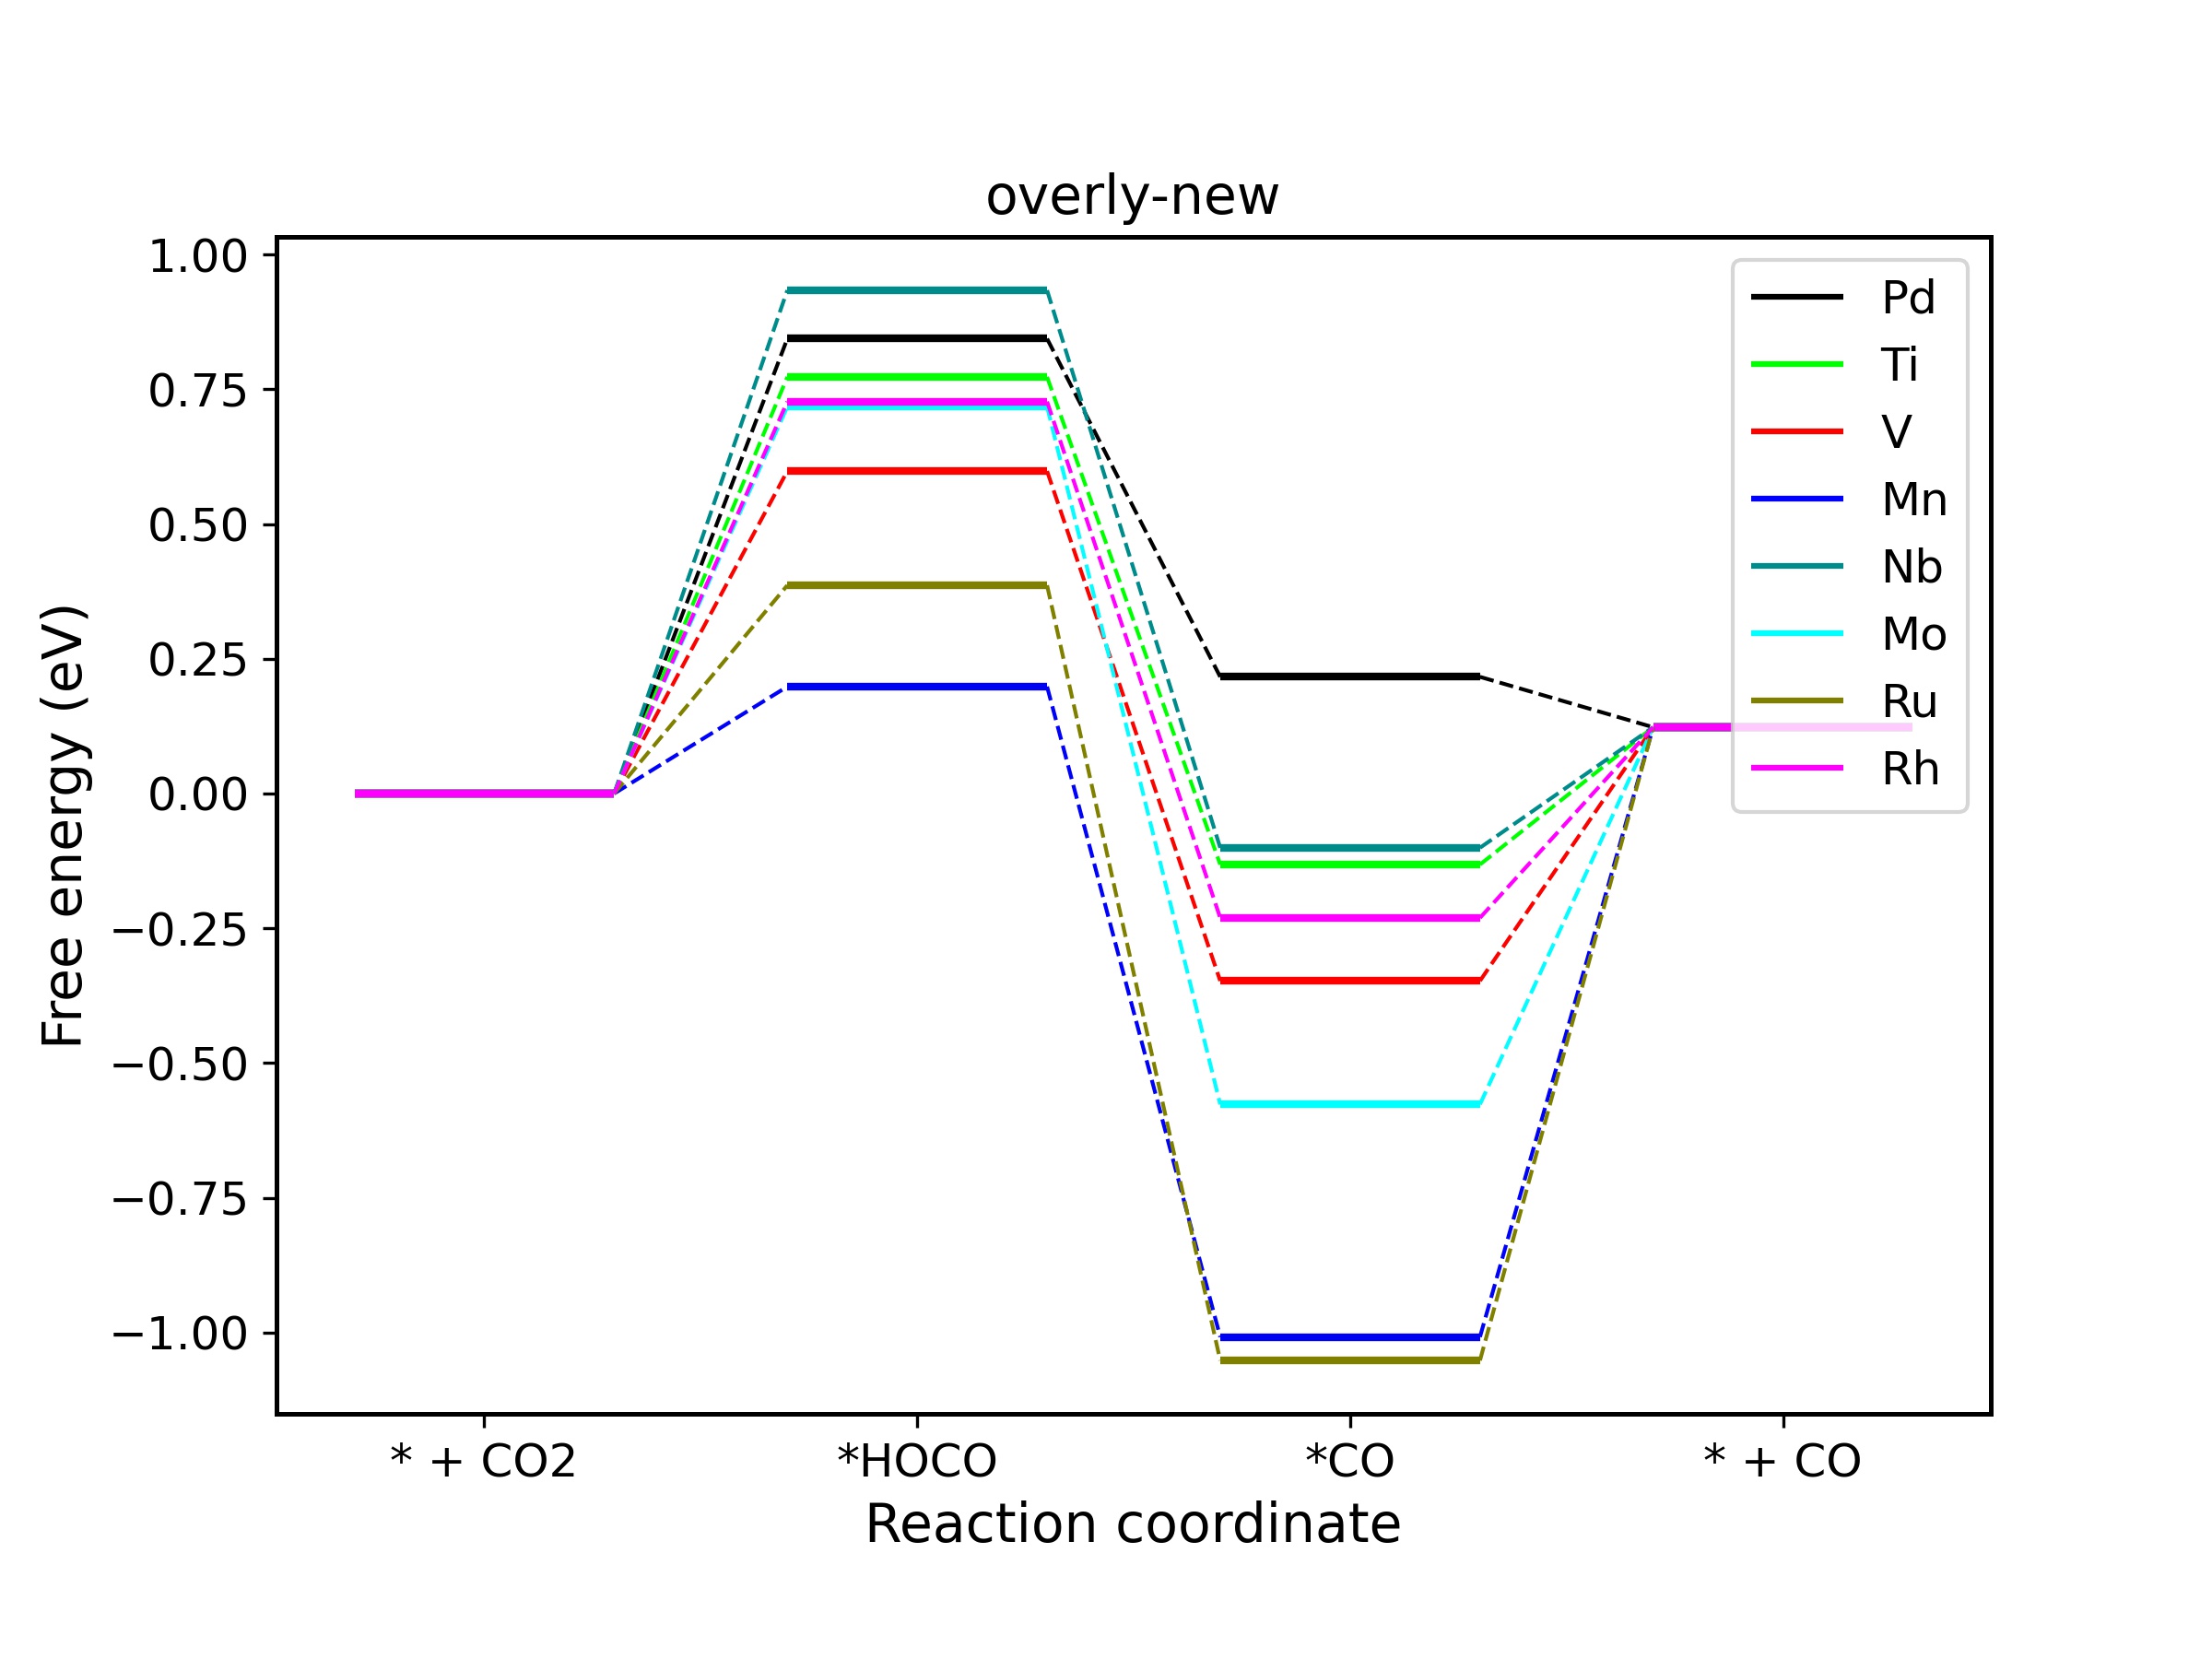 overly-new
Free energy (eV)
1.00
0.75
0.50
0.25
0.00
−0.25
−0.50
−0.75
−1.00
Pd
Ti
V
Mn
Nb
Mo
Ru
Rh
* + CO2
*HOCO
*CO
* + CO
Reaction coordinate